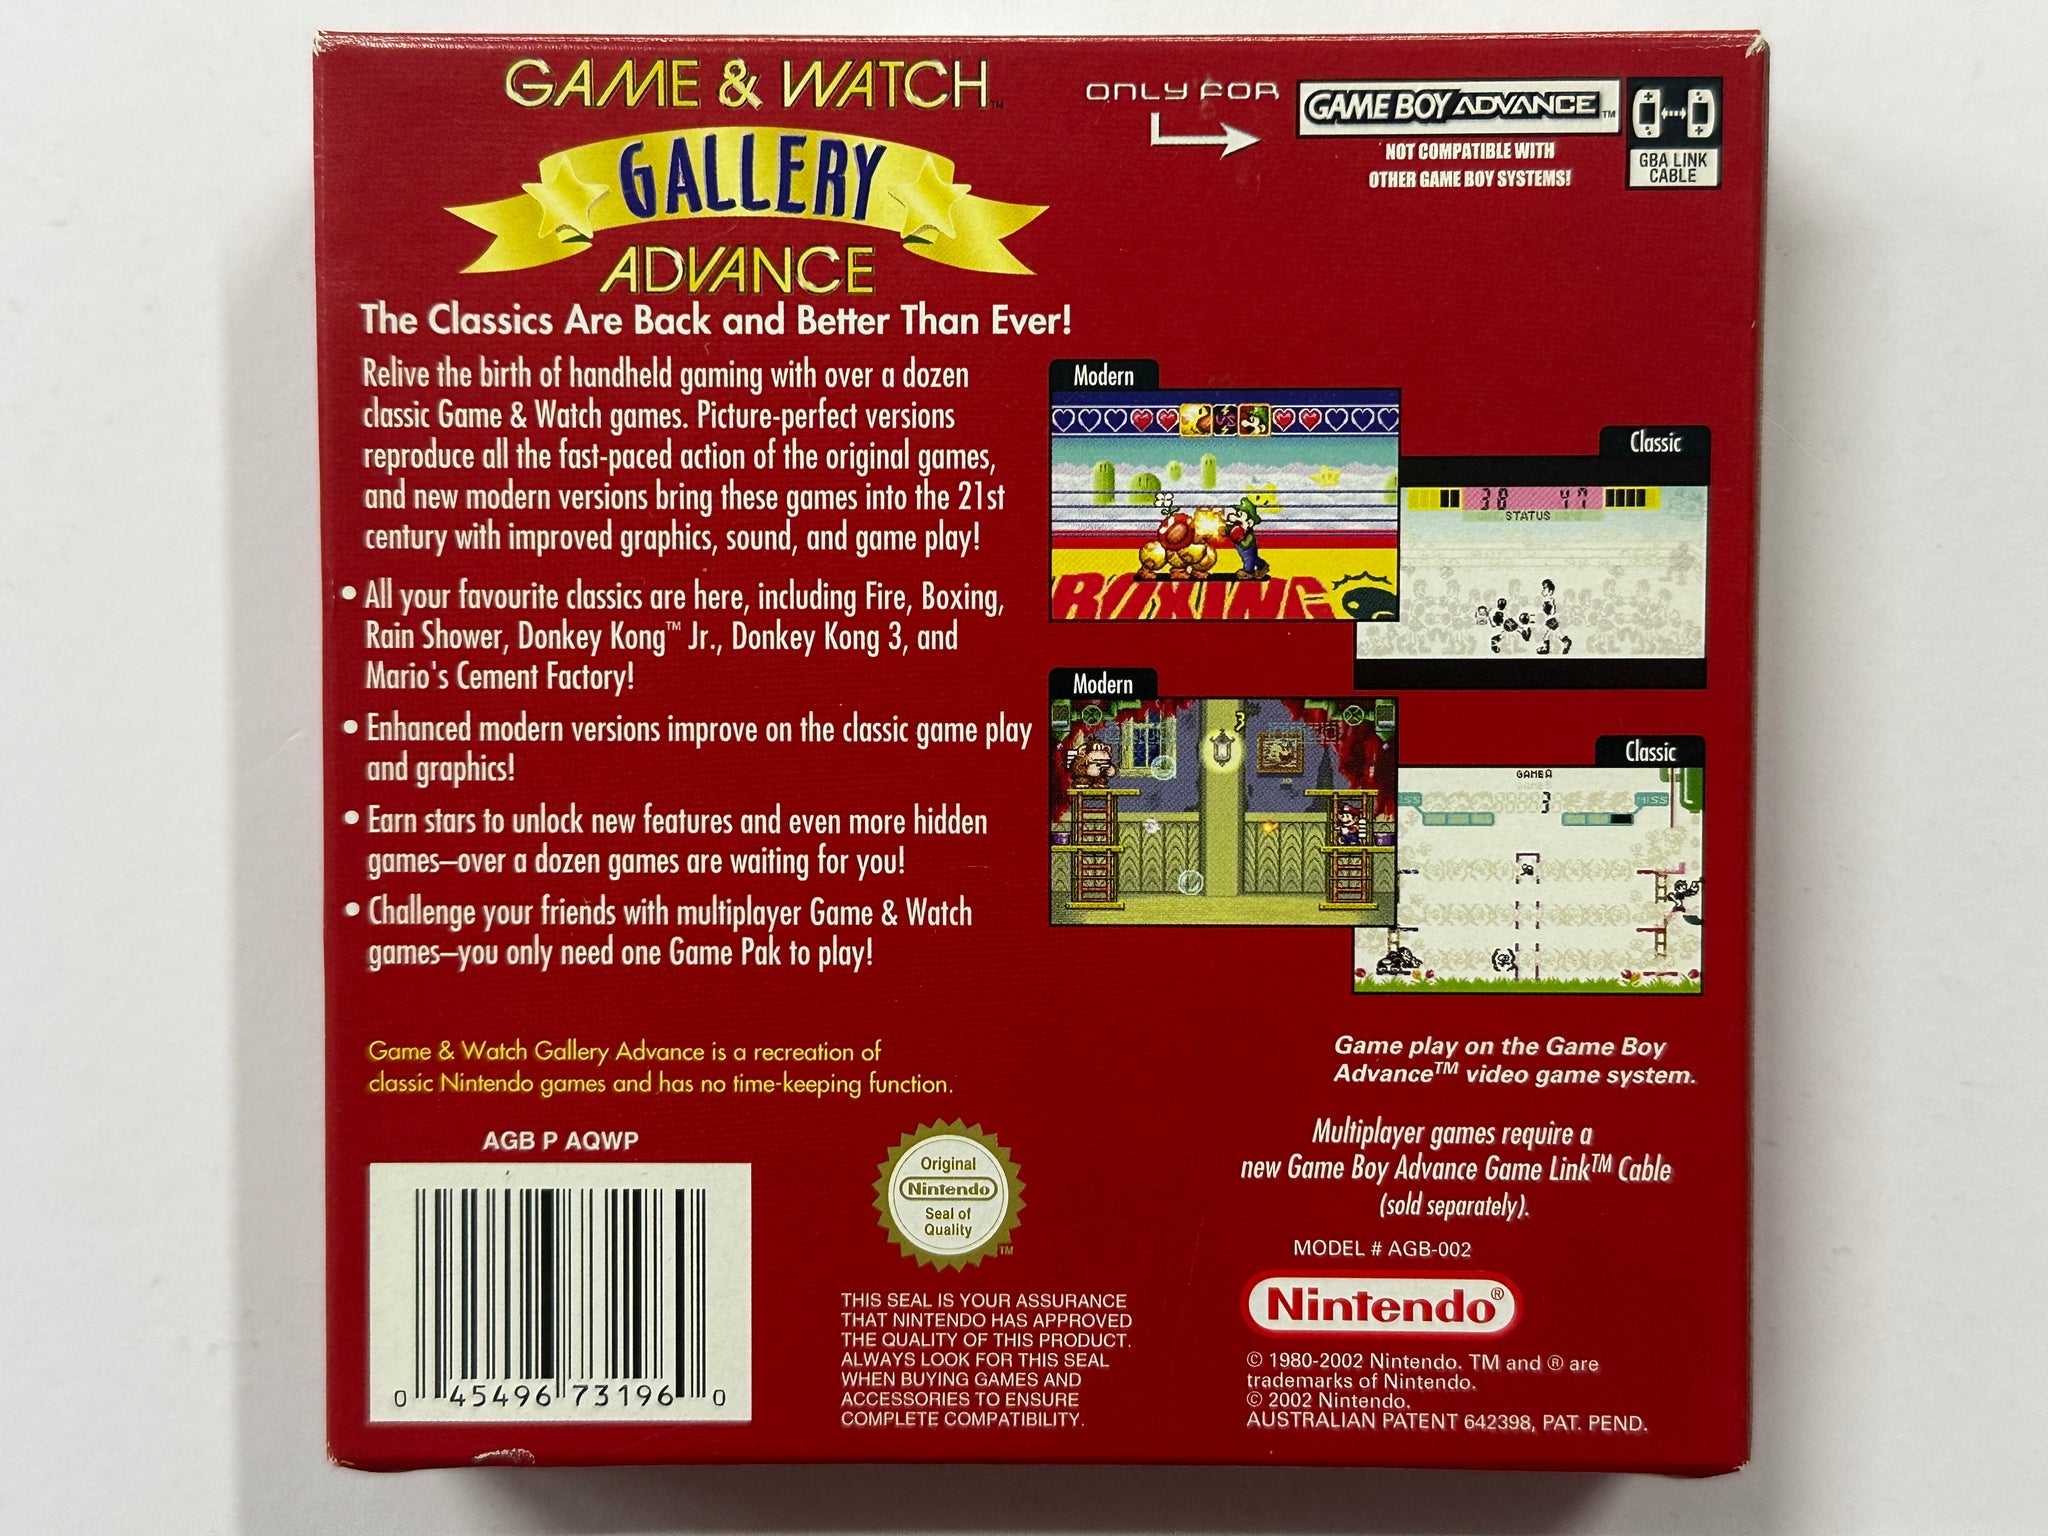 GAME & WATCH™
GALLERY
ADVANCE
ONLY FOR
GAME BOY ADVANCE™
NOT COMPATIBLE WITH
OTHER GAME BOY SYSTEMS!
GBA LINK
CABLE
The Classics Are Back and Better Than Ever!
Relive the birth of handheld gaming with over a dozen
classic Game & Watch games. Picture-perfect versions
reproduce all the fast-paced action of the original games,
and new modern versions bring these games into the 21st
century with improved graphics, sound, and game play!
• All your favourite classics are here, including Fire, Boxing,
Rain Shower, Donkey Kong™ Jr., Donkey Kong 3, and
Mario's Cement Factory!
• Enhanced modern versions improve on the classic game play
and graphics!
• Earn stars to unlock new features and even more hidden
games–over a dozen games are waiting for you!
• Challenge your friends with multiplayer Game & Watch
games–you only need one Game Pak to play!
Modern
VS
BOXING
Classic
38 47
STATUS
Modern
3
Classic
GAME A
3
MISS
Game & Watch Gallery Advance is a recreation of
classic Nintendo games and has no time-keeping function.
Game play on the Game Boy
Advance™ video game system.
Multiplayer games require a
new Game Boy Advance Game Link™ Cable
(sold separately).
MODEL # AGB-002
AGB P AQWP
0 45496 73196 0
Original
Nintendo
Seal of
Quality
TM
THIS SEAL IS YOUR ASSURANCE
THAT NINTENDO HAS APPROVED
THE QUALITY OF THIS PRODUCT.
ALWAYS LOOK FOR THIS SEAL
WHEN BUYING GAMES AND
ACCESSORIES TO ENSURE
COMPLETE COMPATIBILITY.
Nintendo®
© 1980-2002 Nintendo. TM and ® are
trademarks of Nintendo.
© 2002 Nintendo.
AUSTRALIAN PATENT 642398, PAT. PEND.